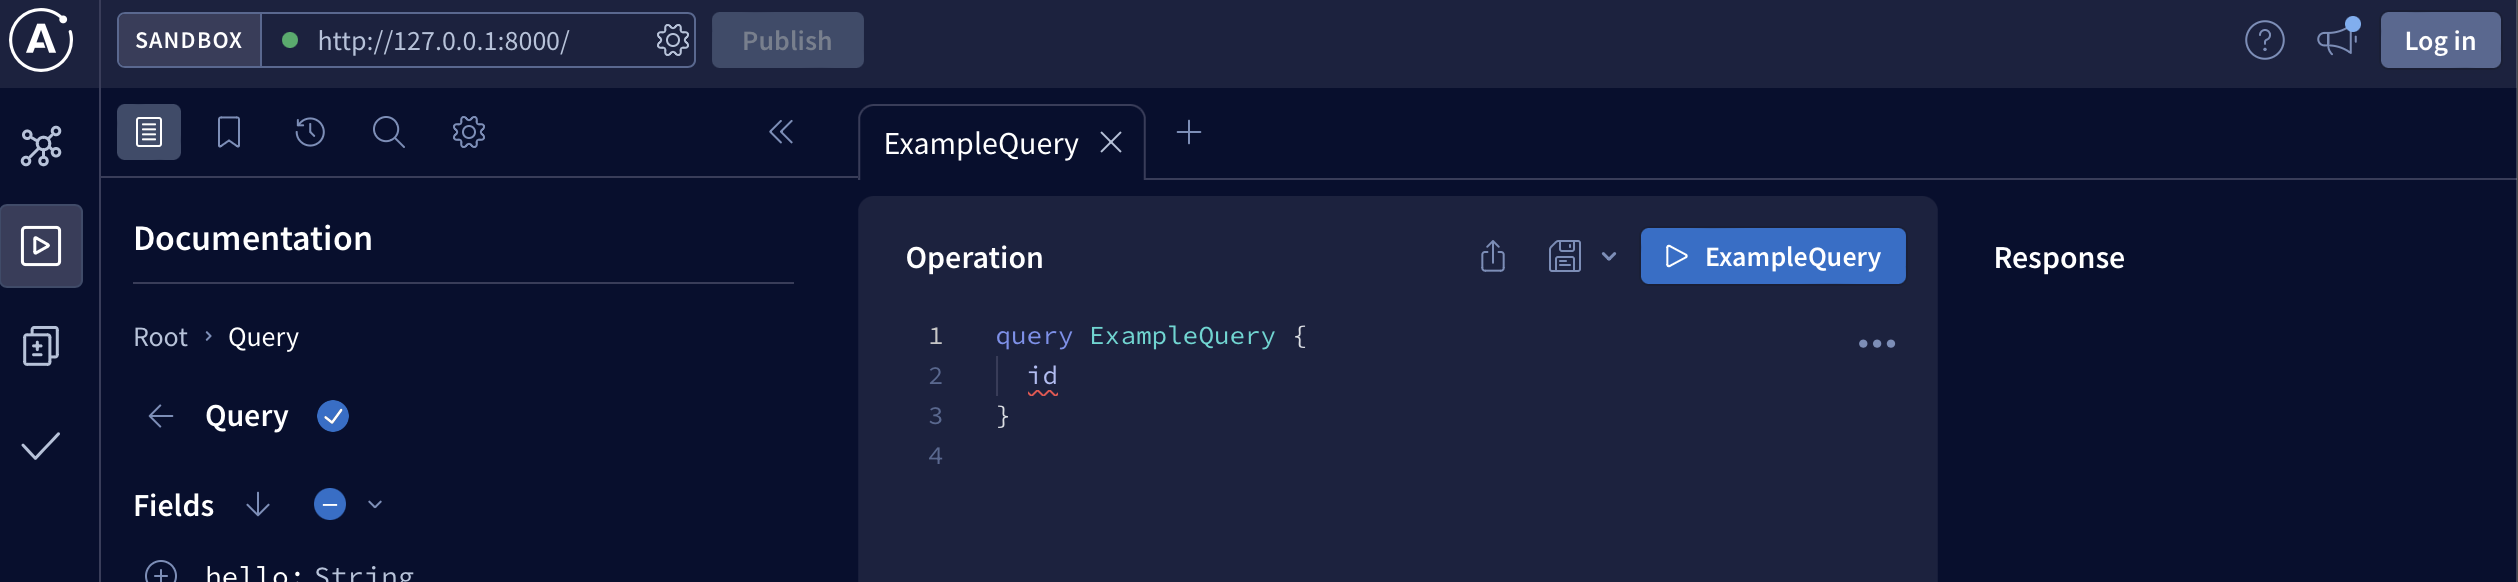 SANDBOX http://127.0.0.1:8000/ Publish Log in
ExampleQuery
Documentation
Root › Query
Query
Fields
hello: String
Operation
ExampleQuery
1 query ExampleQuery {
2 id
3 }
4
Response